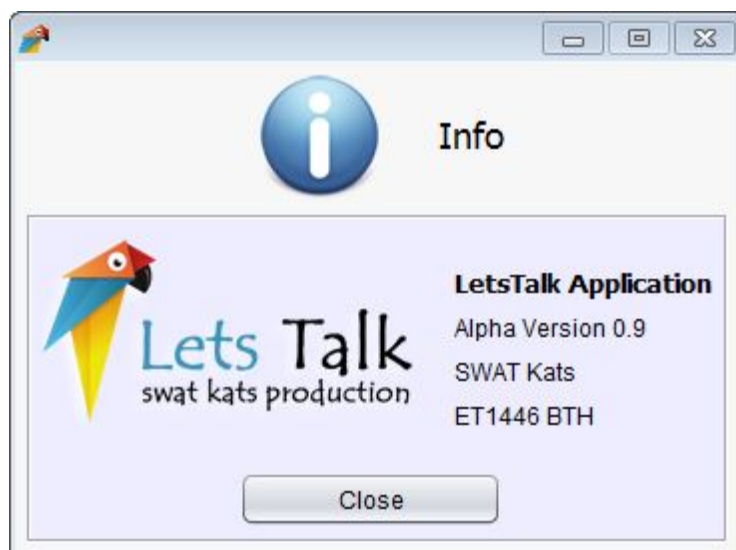 Info
Lets Talk
swat kats production
LetsTalk Application
Alpha Version 0.9
SWAT Kats
ET1446 BTH
Close